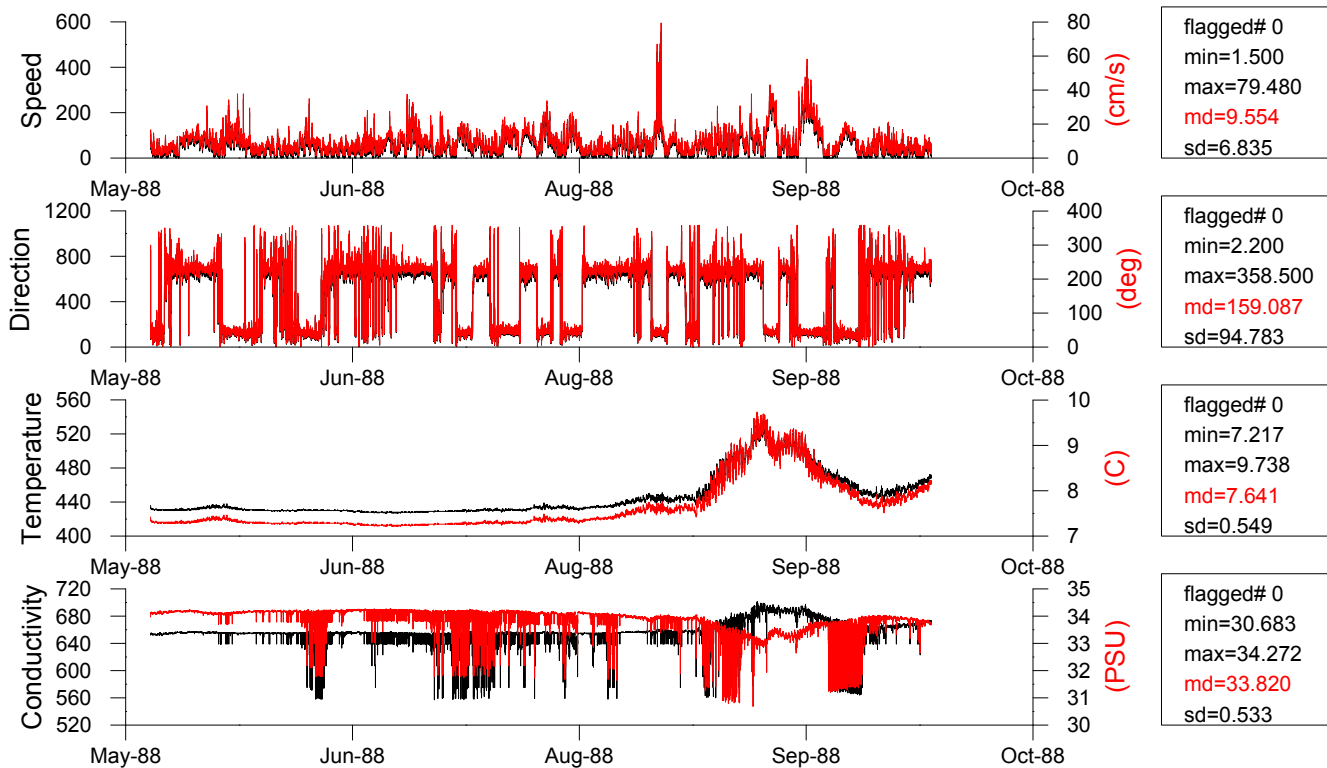 Speed
600
400
200
0
80
60
40
20
0
(cm/s)
May-88 Jun-88 Aug-88 Sep-88 Oct-88
flagged# 0
min=1.500
max=79.480
md=9.554
sd=6.835
Direction
1200
800
400
0
400
300
200
100
0
(deg)
May-88 Jun-88 Aug-88 Sep-88 Oct-88
flagged# 0
min=2.200
max=358.500
md=159.087
sd=94.783
Temperature
560
520
480
440
400
10
9
8
7
(C)
May-88 Jun-88 Aug-88 Sep-88 Oct-88
flagged# 0
min=7.217
max=9.738
md=7.641
sd=0.549
Conductivity
720
680
640
600
560
520
35
34
33
32
31
30
(PSU)
May-88 Jun-88 Aug-88 Sep-88 Oct-88
flagged# 0
min=30.683
max=34.272
md=33.820
sd=0.533